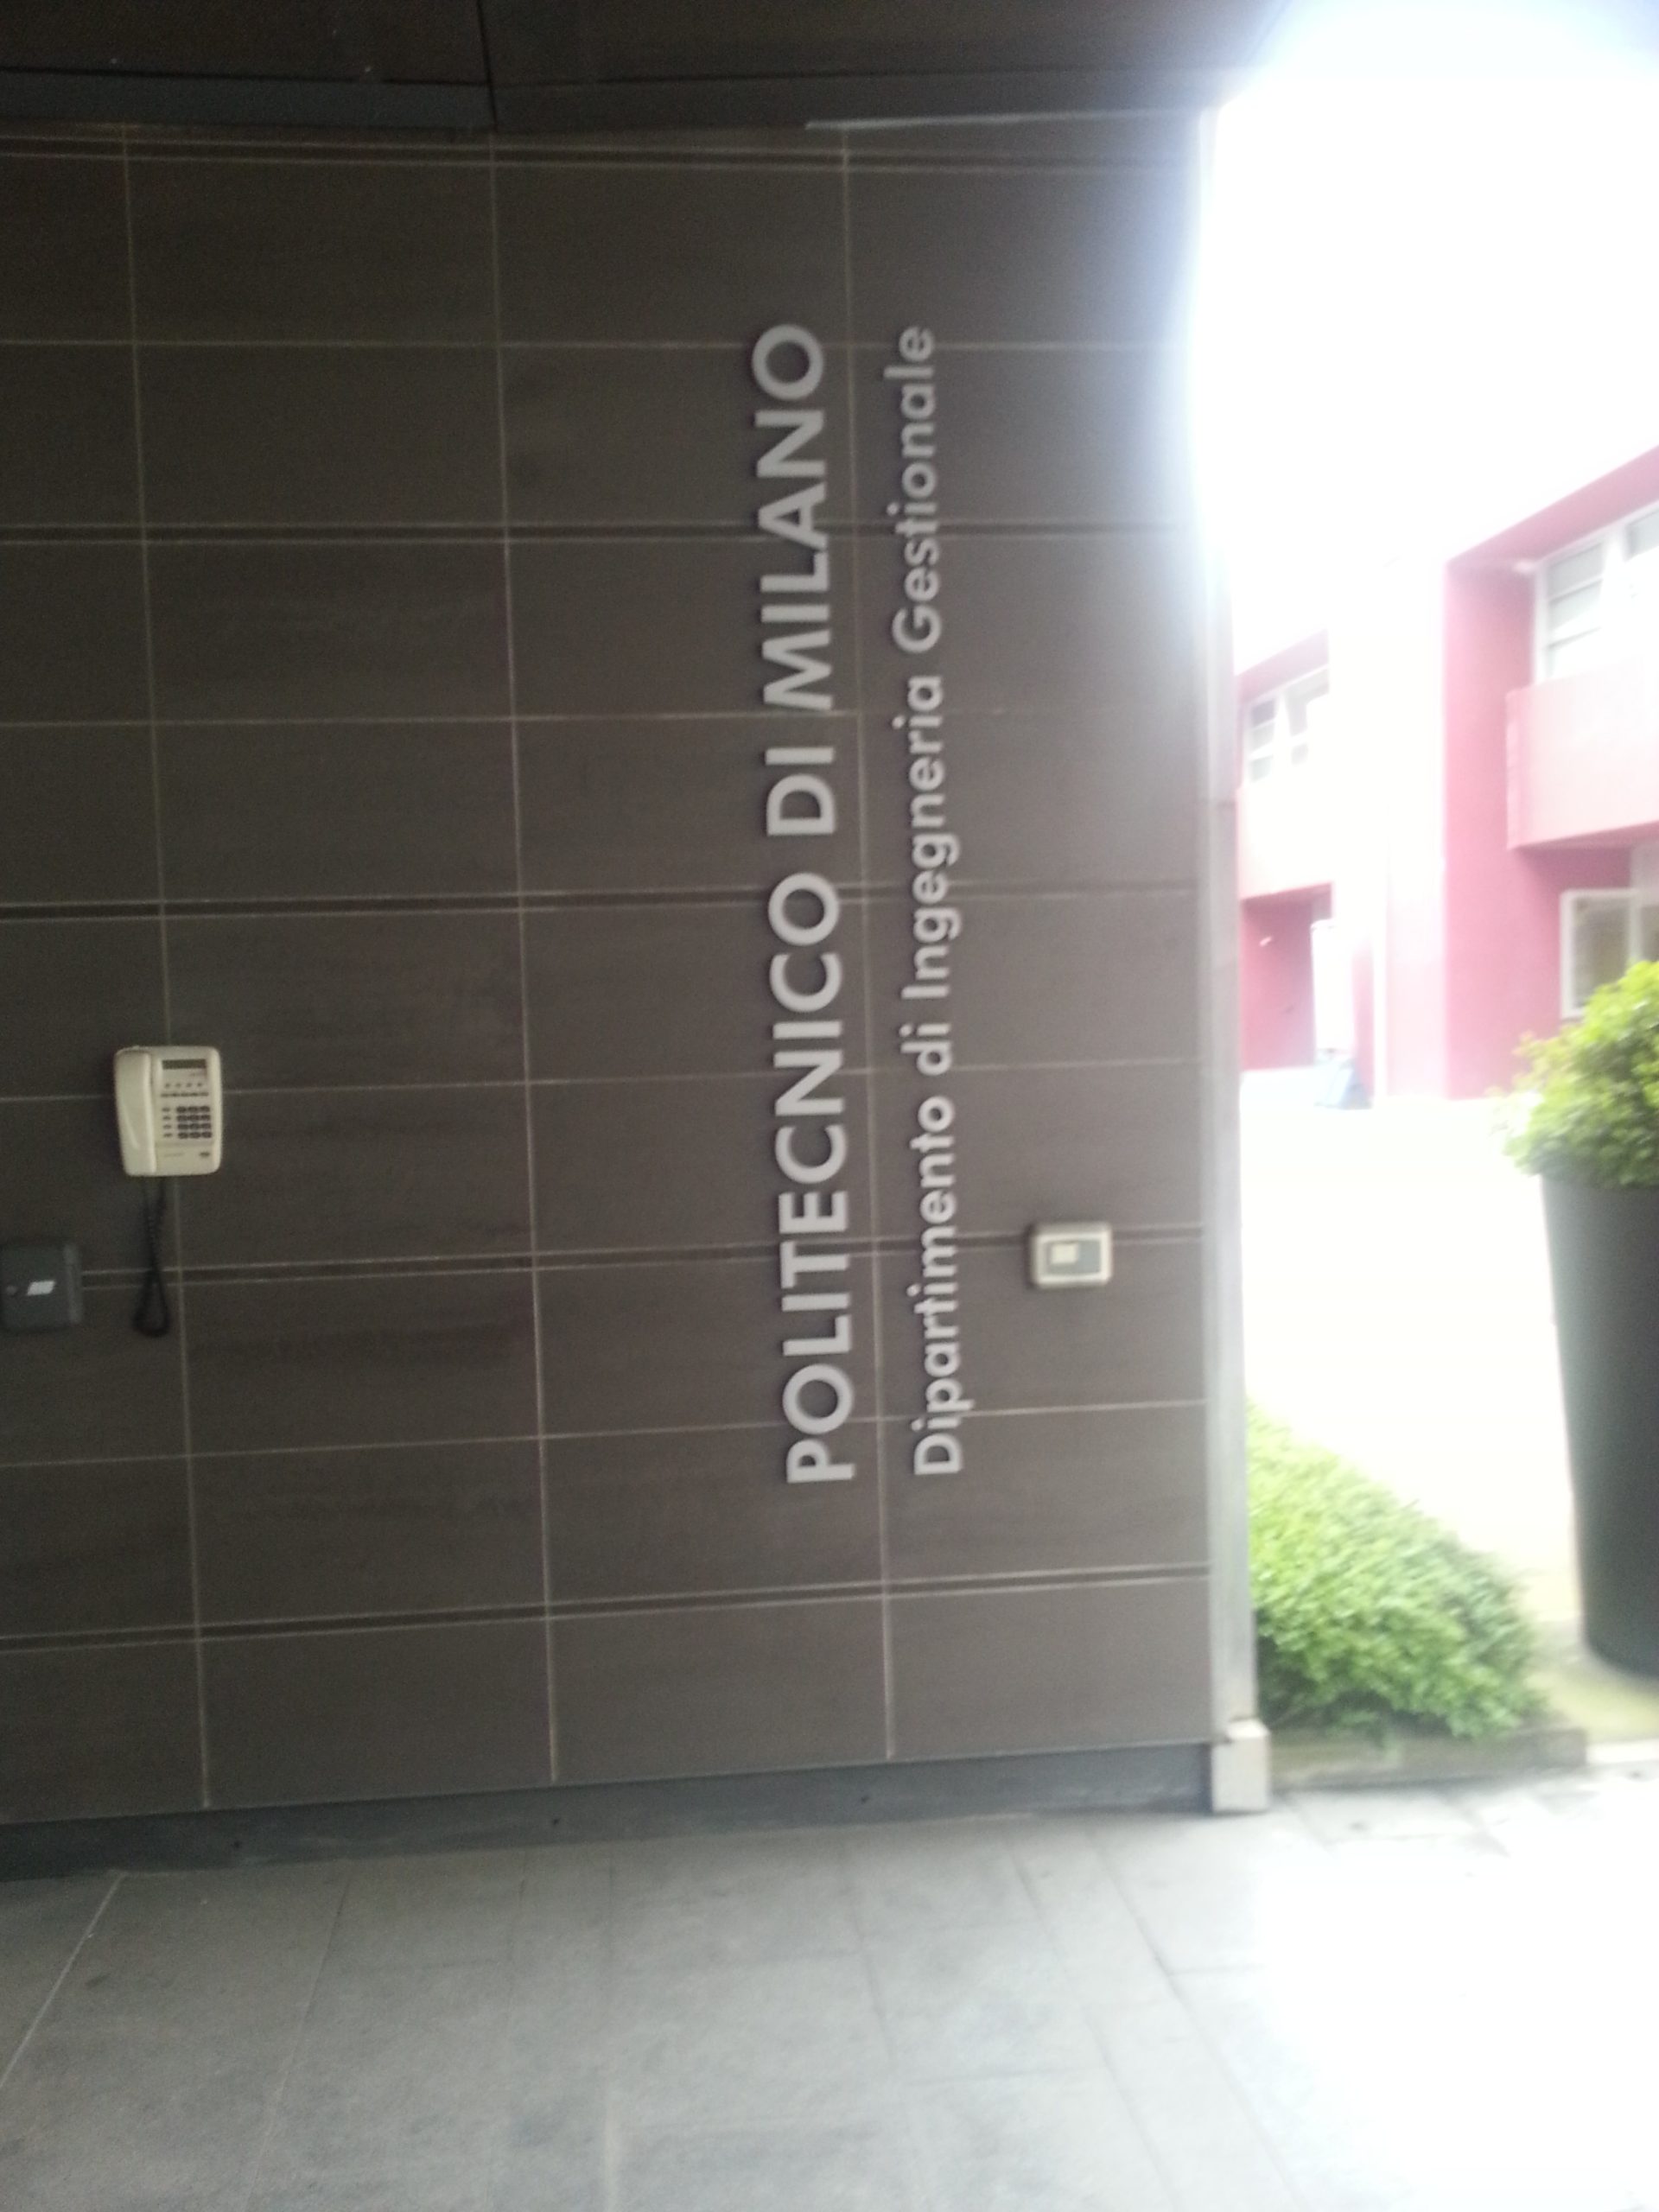 POLITECNICO DI MILANO
Dipartimento di Ingegneria Gestionale